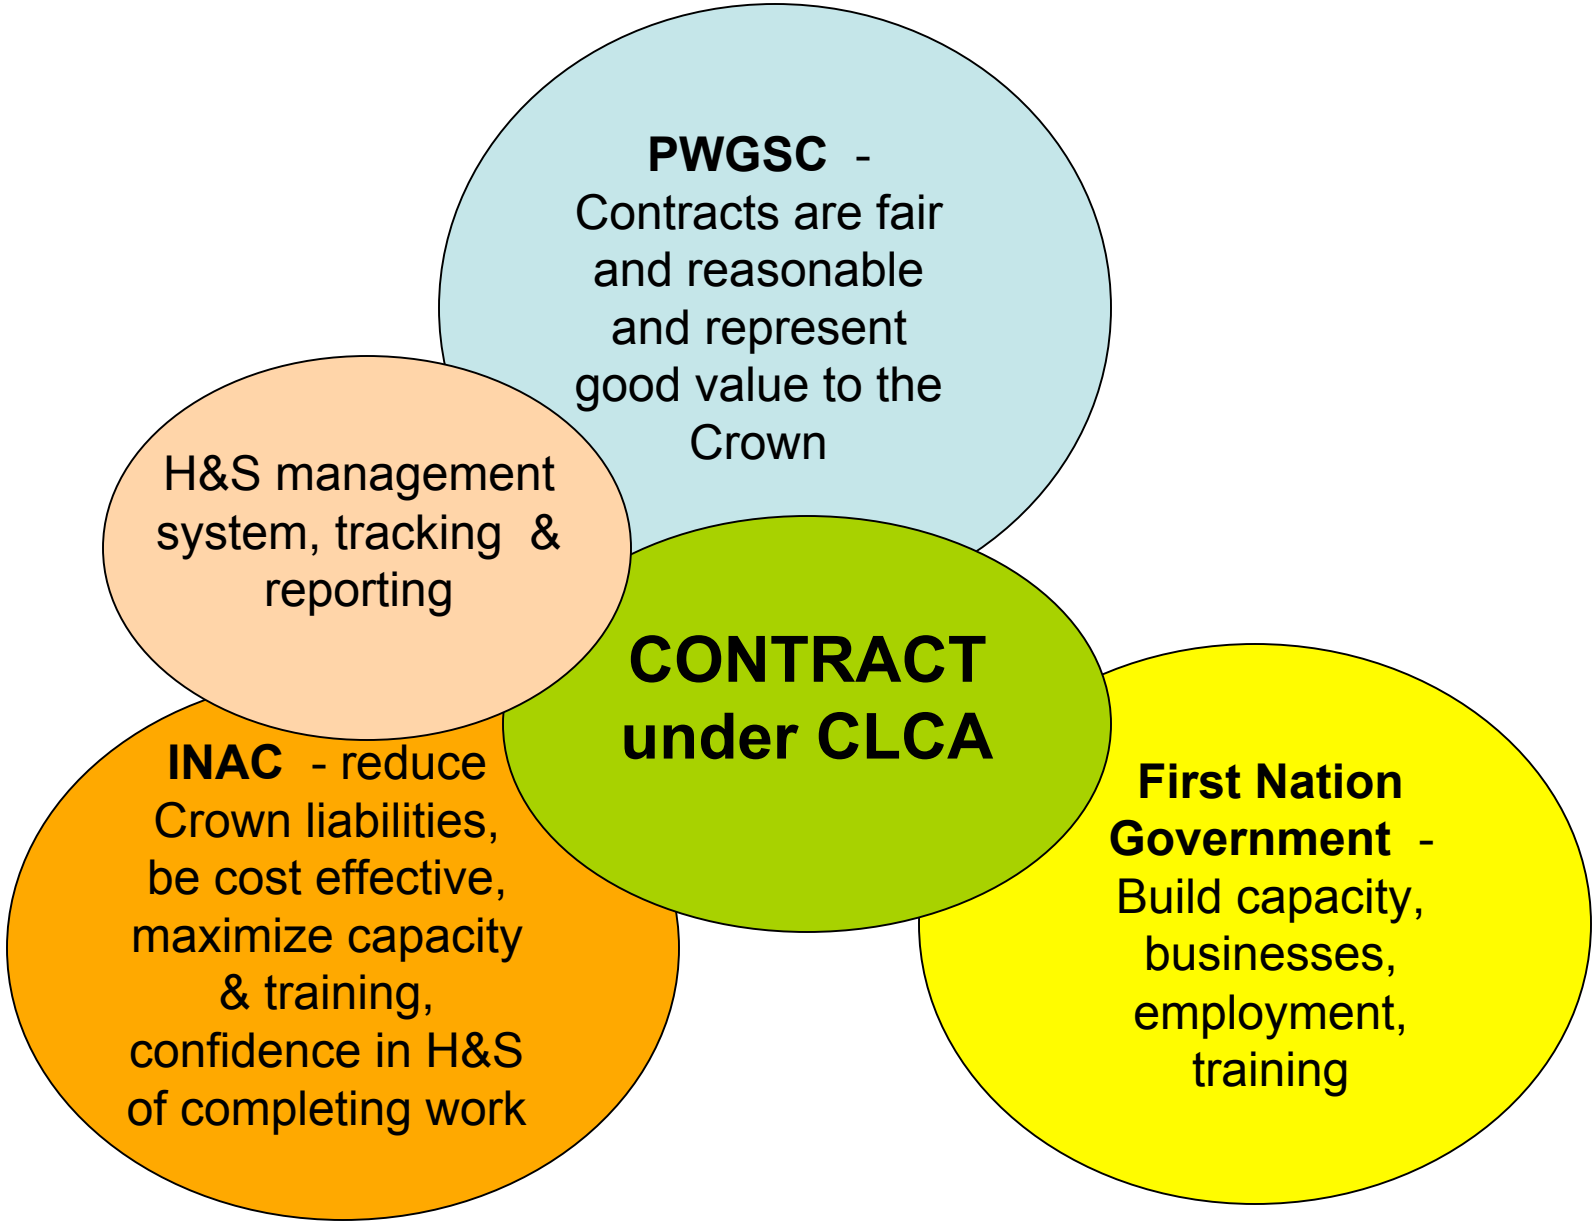 PWGSC -
Contracts are fair
and reasonable
and represent
good value to the
Crown
H&S management
system, tracking &
reporting
CONTRACT
under CLCA
INAC - reduce
Crown liabilities,
be cost effective,
maximize capacity
& training,
confidence in H&S
of completing work
First Nation
Government -
Build capacity,
businesses,
employment,
training